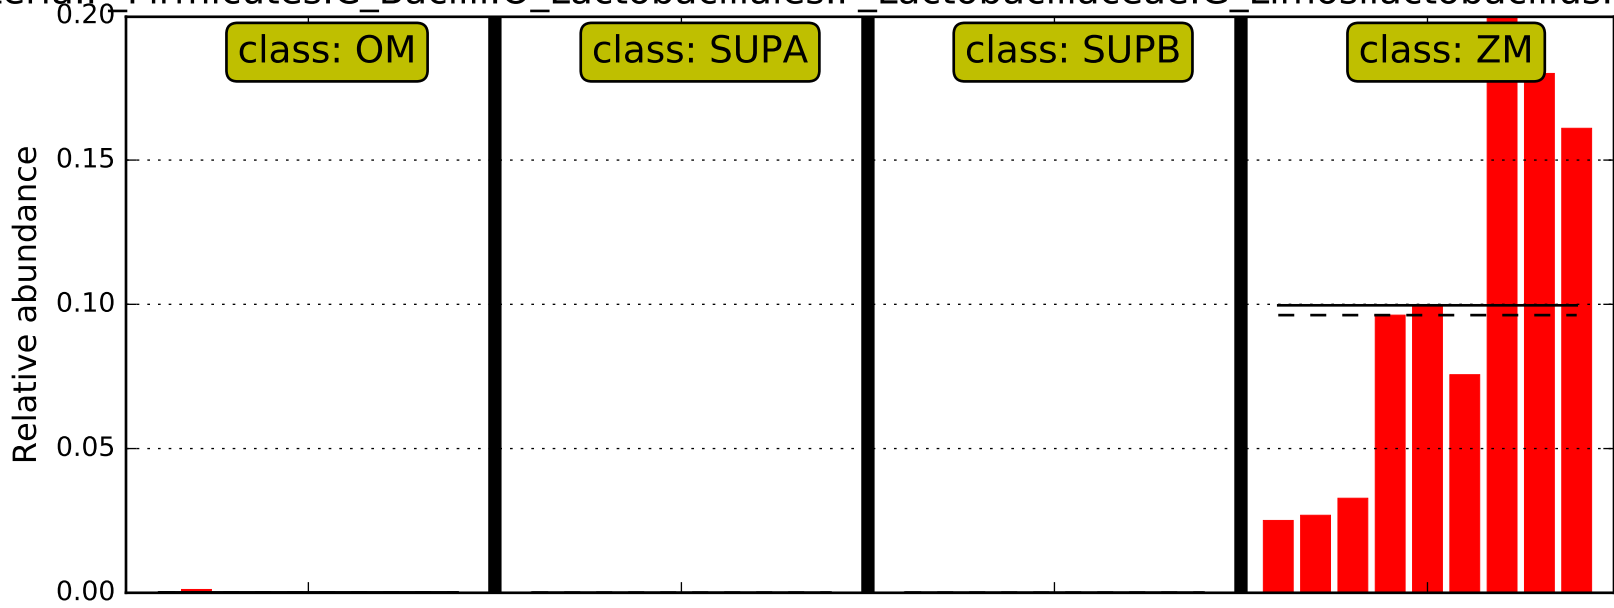 0.20
class: OM
class: SUPA
class: SUPB
class: ZM
0.15
0.10
0.05
0.00
Relative abundance